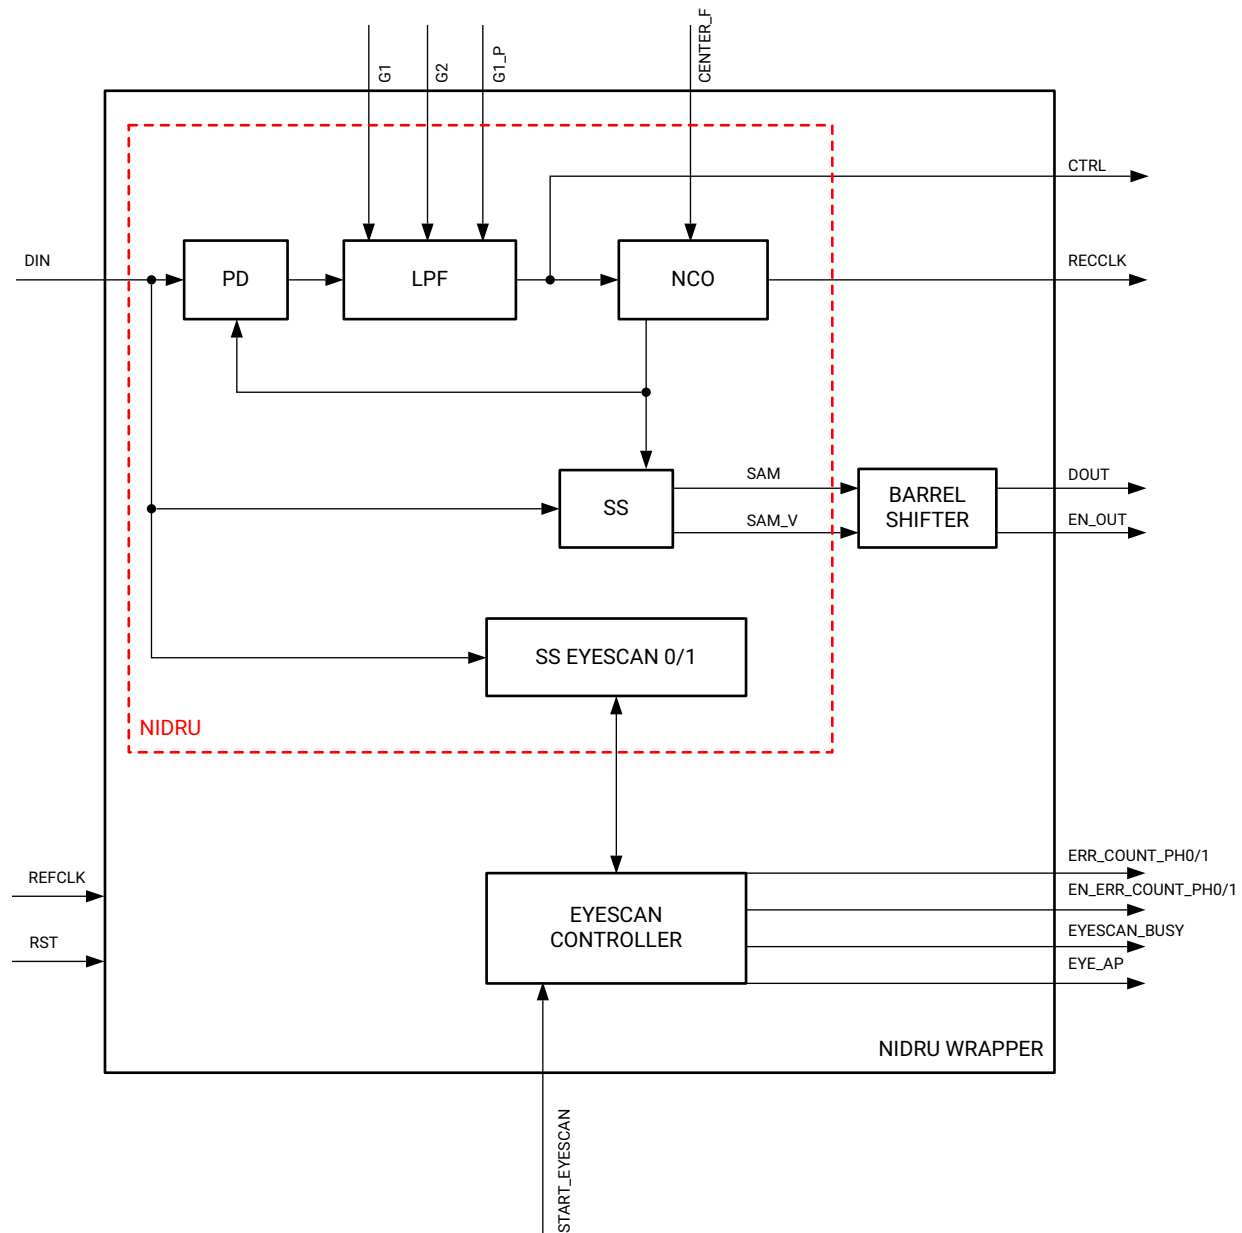 G1
G2
G1_P
CENTER_F
CTRL
DIN
PD
LPF
NCO
RECCLK
SAM
SAM_V
SS
BARREL
SHIFTER
DOUT
EN_OUT
SS EYESCAN 0/1
NIDRU
REFCLK
RST
EYESCAN
CONTROLLER
ERR_COUNT_PH0/1
EN_ERR_COUNT_PH0/1
EYESCAN_BUSY
EYE_AP
NIDRU WRAPPER
START_EYESCAN